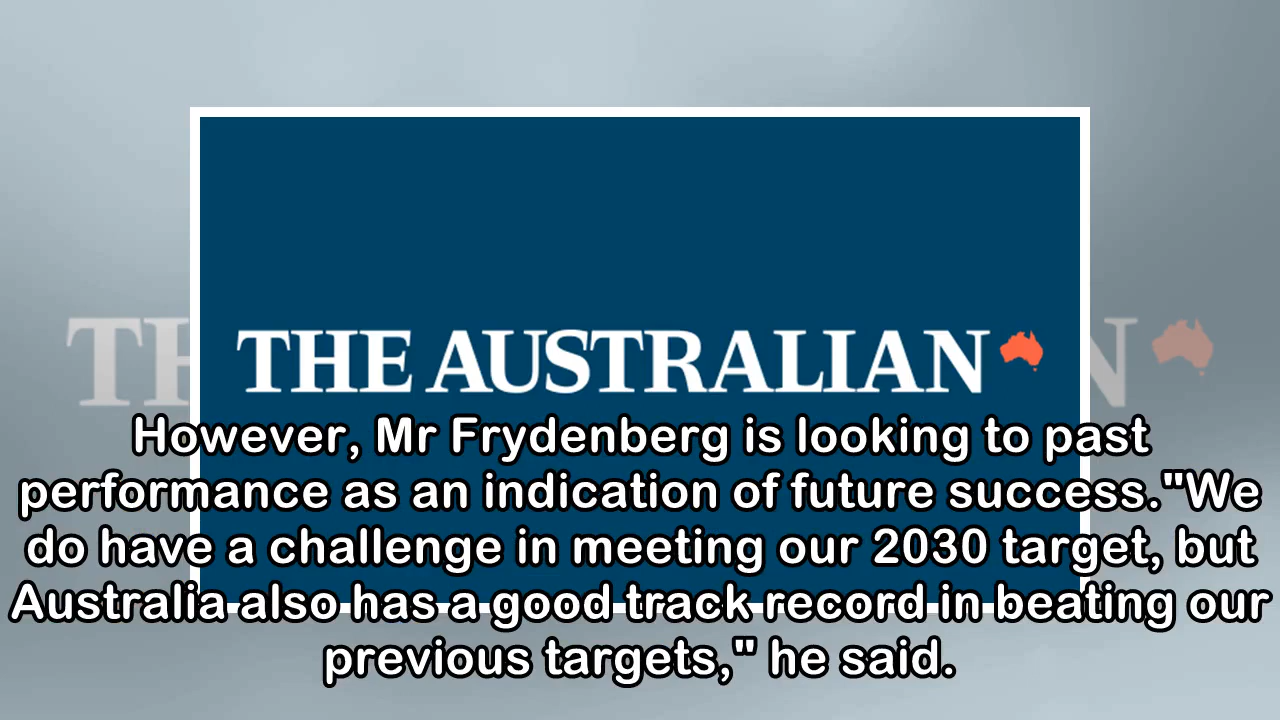 THE AUSTRALIAN
However, Mr Frydenberg is looking to past
performance as an indication of future success."We
do have a challenge in meeting our 2030 target, but
Australia also has a good track record in beating our
previous targets," he said.